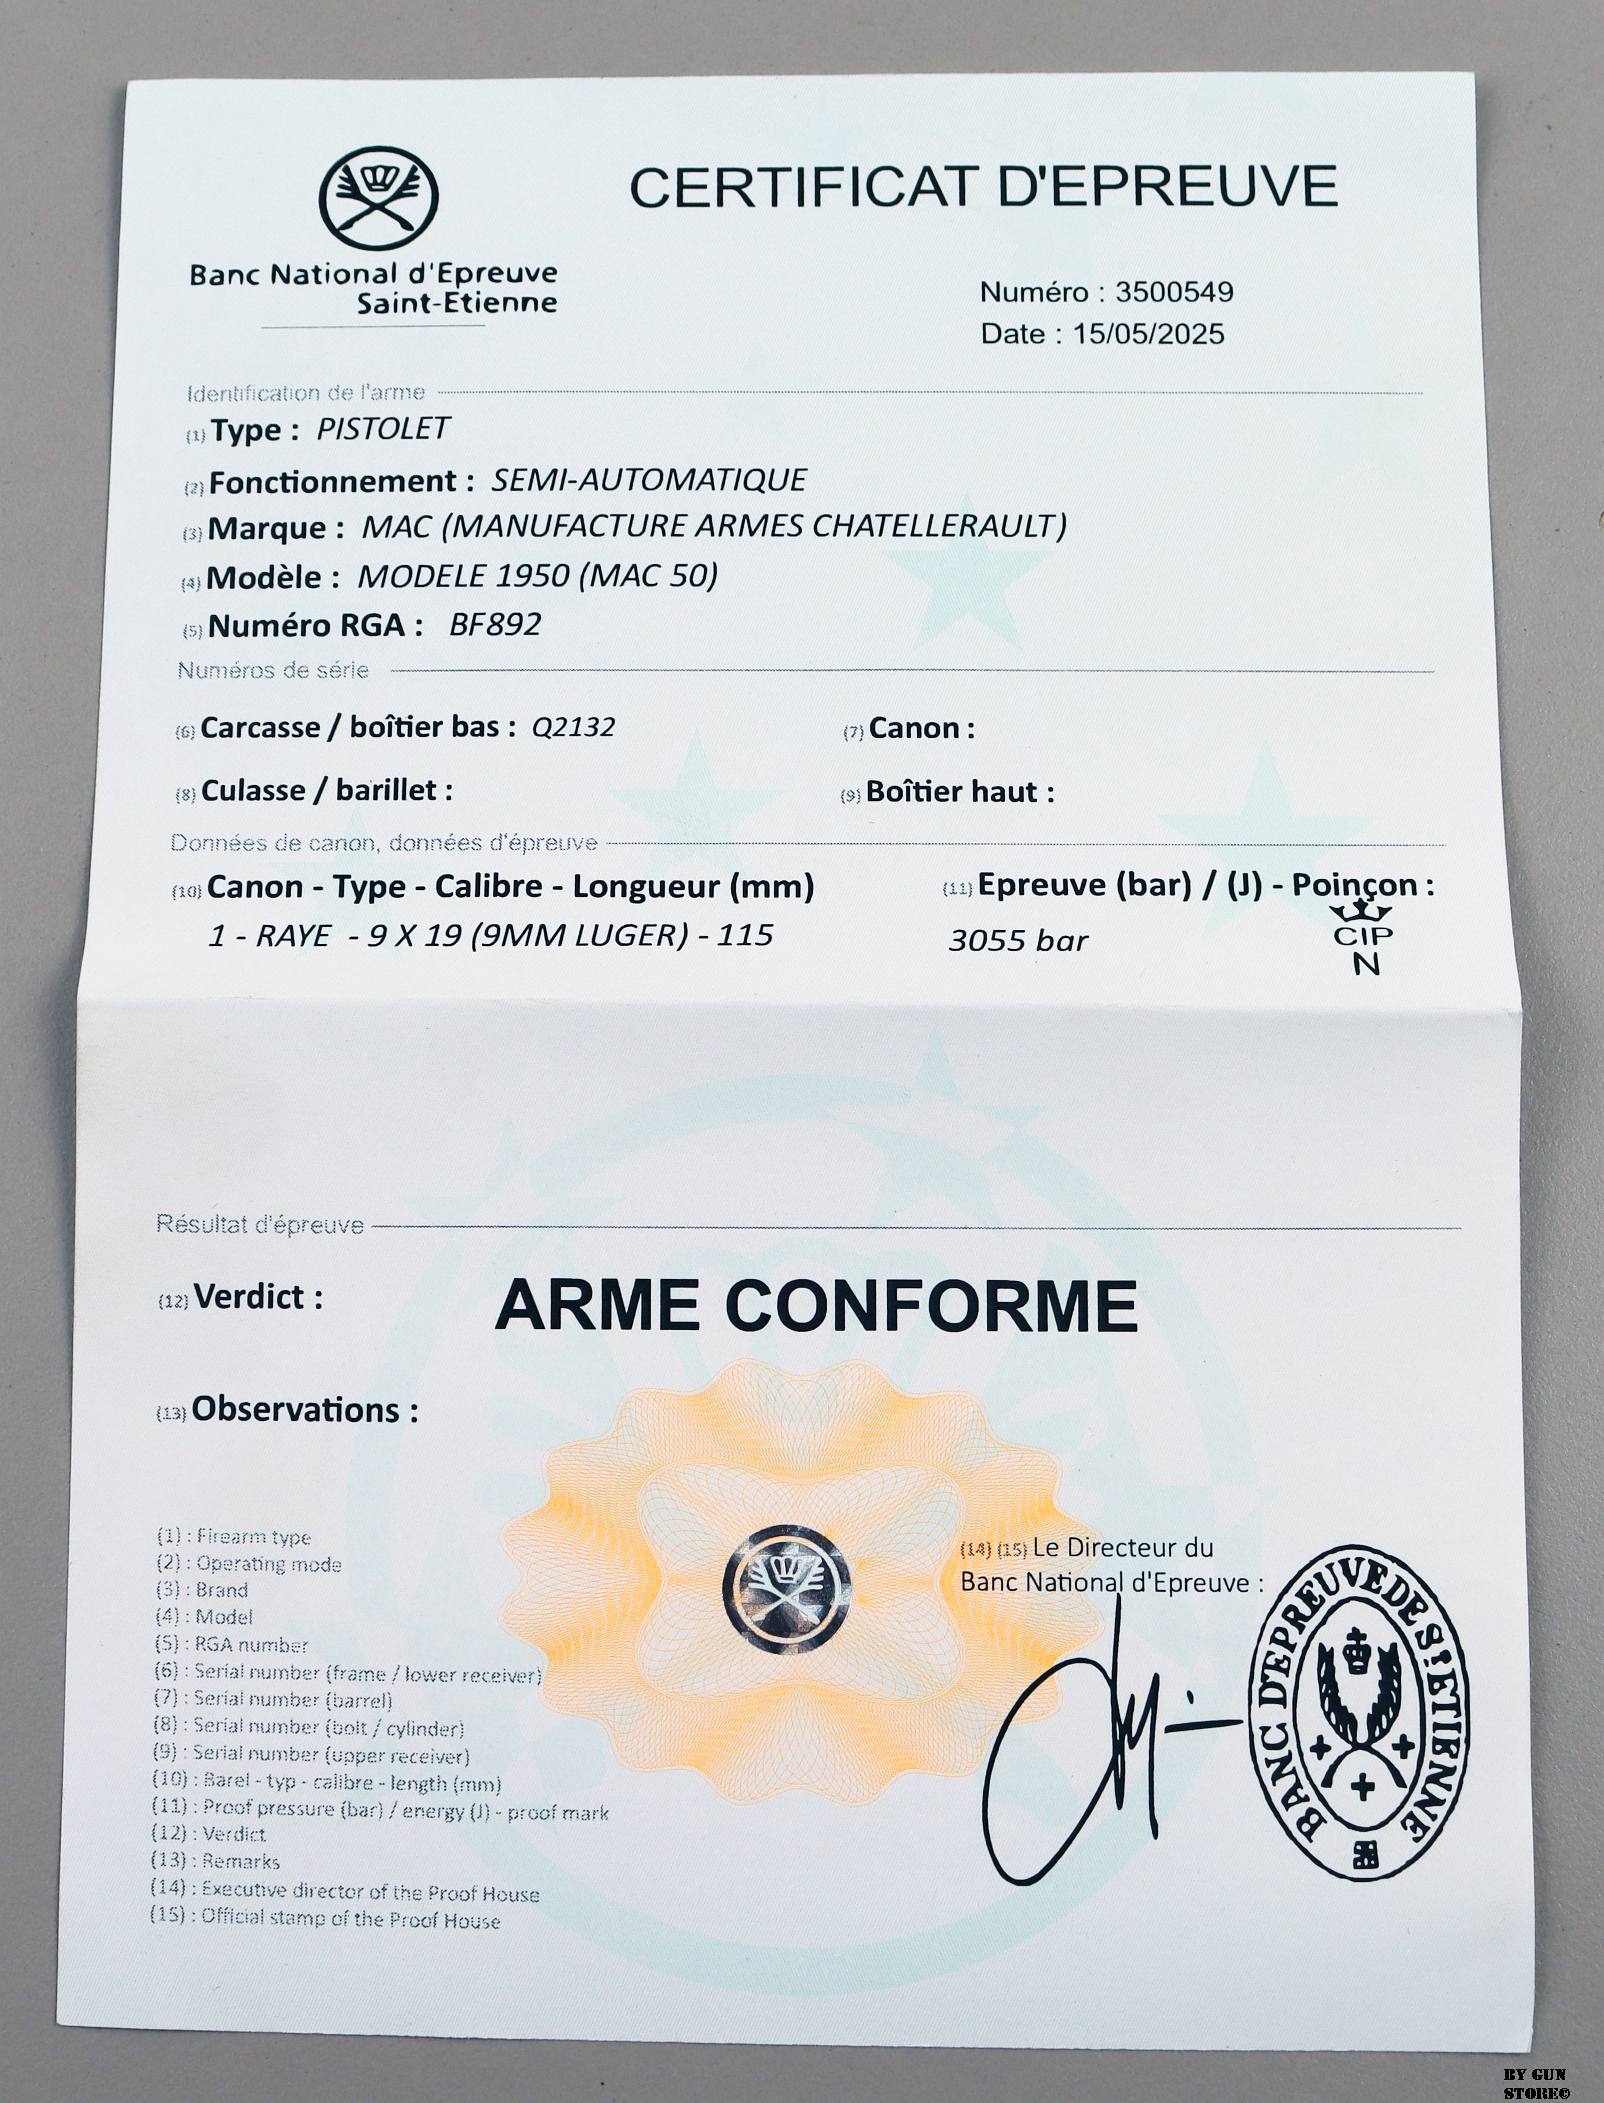 CERTIFICAT D'EPREUVE
Banc National d'Epreuve
Saint-Etienne
Numéro : 3500549
Date : 15/05/2025
Identification de l'arme
(1) Type : PISTOLET
(2) Fonctionnement : SEMI-AUTOMATIQUE
(3) Marque : MAC (MANUFACTURE ARMES CHATELLERAULT)
(4) Modèle : MODELE 1950 (MAC 50)
(5) Numéro RGA : BF892
Numéros de série
(6) Carcasse / boîtier bas : Q2132 (7) Canon :
(8) Culasse / barillet : (9) Boîtier haut :
Données de canon, données d'épreuve
(10) Canon - Type - Calibre - Longueur (mm) (11) Epreuve (bar) / (J) - Poinçon :
1 - RAYE - 9 X 19 (9MM LUGER) - 115 3055 bar CIP
N
Résultat d'épreuve
(12) Verdict : ARME CONFORME
(13) Observations :
(1) : Firearm type
(2) : Operating mode
(3) : Brand
(4) : Model
(5) : RGA number
(6) : Serial number (frame / lower receiver)
(7) : Serial number (barrel)
(8) : Serial number (bolt / cylinder)
(9) : Serial number (upper receiver)
(10) : Barel - typ - calibre - length (mm)
(11) : Proof pressure (bar) / energy (J) - proof mark
(12) : Verdict
(13) : Remarks
(14) : Executive director of the Proof House
(15) : Official stamp of the Proof House
(14) (15) Le Directeur du
Banc National d'Epreuve :
BANC D'EPREUVE DE ST ETIENNE
BY GUN
STORE©